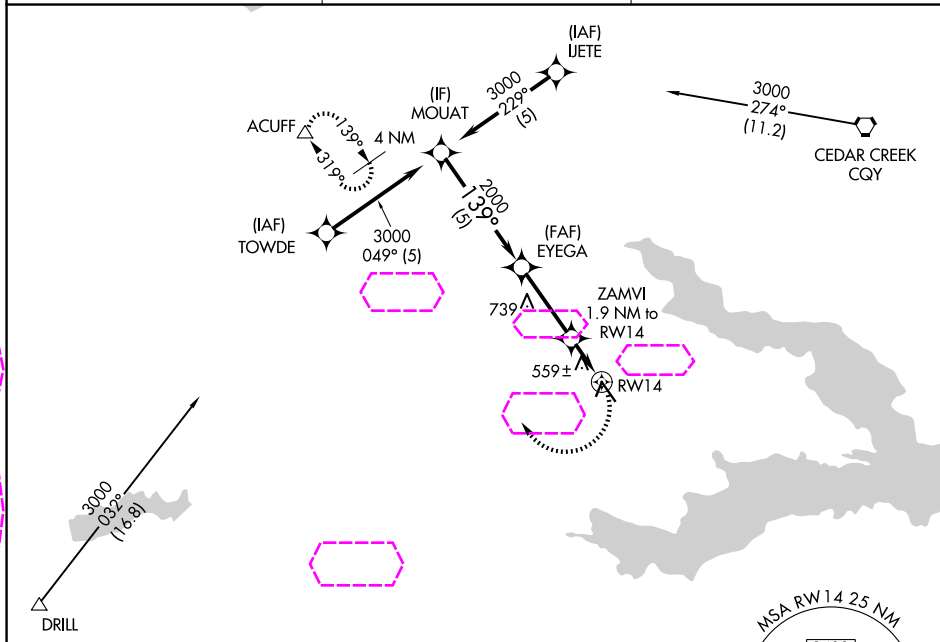 (IAF)
IJETE
3000
229°
(5)
3000
274°
(11.2)
CEDAR CREEK
CQY
(IF)
MOUAT
ACUFF
139°
319°
4 NM
(IAF)
TOWDE
3000
049° (5)
2000
139°
(5)
(FAF)
EYEGA
739
ZAMVI
1.9 NM to
RW14
559±
RW14
3000
032°
(16.8)
DRILL
MSA RW14 25 NM